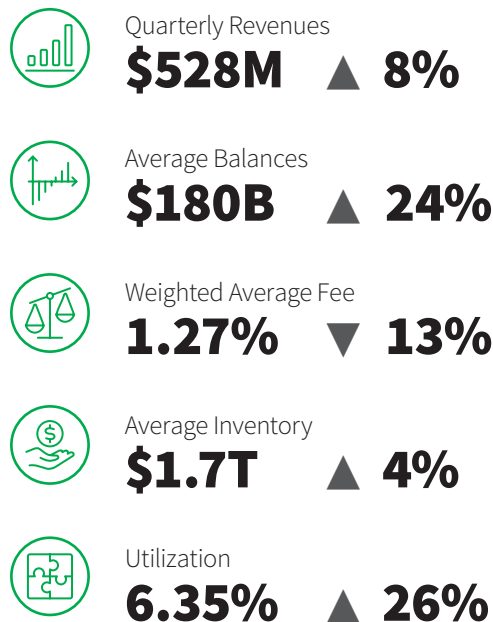 Quarterly Revenues
$528M ▲ 8%
Average Balances
$180B ▲ 24%
Weighted Average Fee
1.27% ▼ 13%
Average Inventory
$1.7T ▲ 4%
Utilization
6.35% ▲ 26%